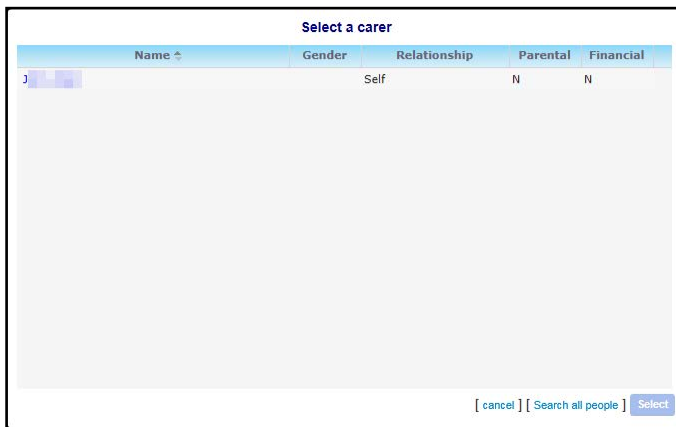 Select a carer
Name Gender Relationship Parental Financial
Self N N
[ cancel ] [ Search all people ] Select